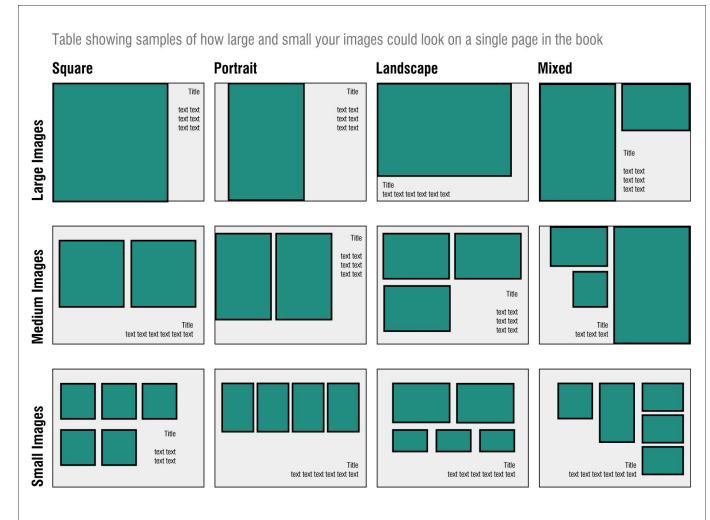 Table showing samples of how large and small your images could look on a single page in the book
Square
Portrait
Landscape
Mixed
Large Images
Title
text text
text text
text text
Title
text text
text text
text text
Title
text text text text text text
Title
text text
text text
text text
Medium Images
Title
text text text text text text
Title
text text
text text
text text
Title
text text
text text
text text
Title
text text text
Small Images
Title
text text
text text
Title
text text text text text text
Title
text text text text text text
Title
text text text text text text